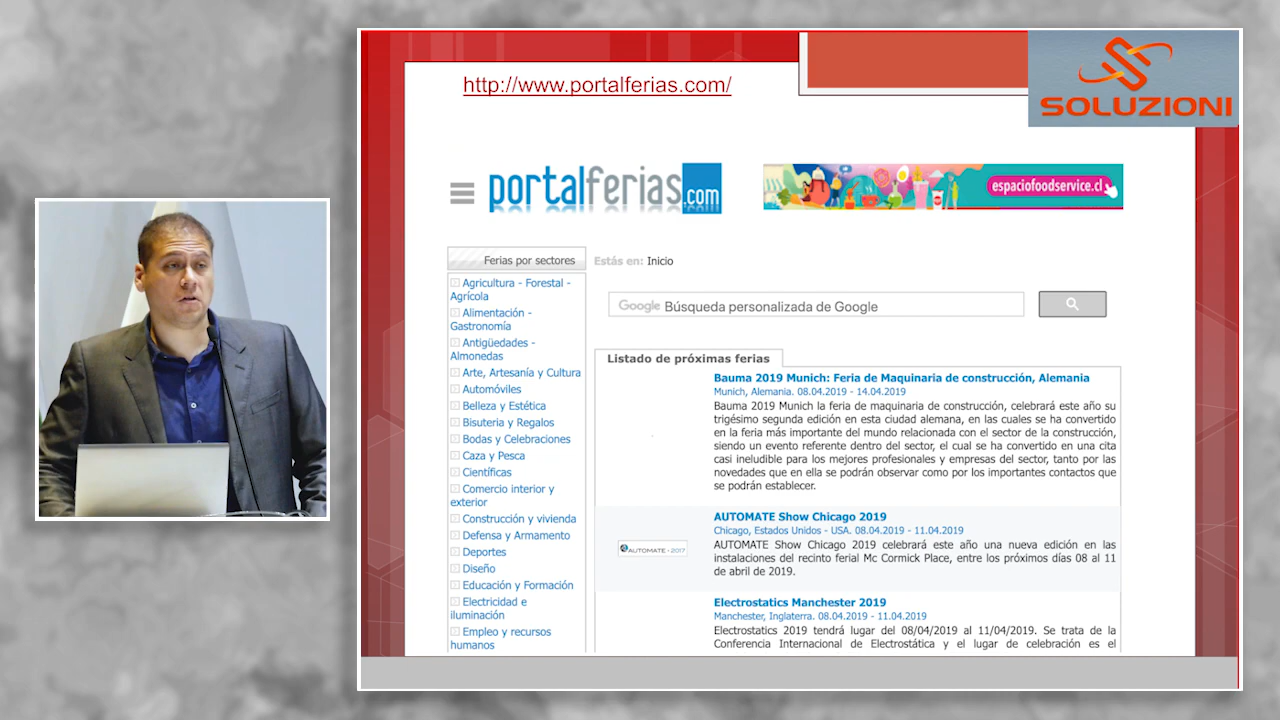 http://www.portalferias.com/
SOLUZIONI
portalferias.com
espaciofoodservice.cl
Ferias por sectores
Agricultura - Forestal -
Agrícola
Alimentación -
Gastronomía
Antigüedades -
Almonedas
Arte, Artesanía y Cultura
Automóviles
Belleza y Estética
Bisuteria y Regalos
Bodas y Celebraciones
Caza y Pesca
Científicas
Comercio interior y
exterior
Construcción y vivienda
Defensa y Armamento
Deportes
Diseño
Educación y Formación
Electricidad e
iluminación
Empleo y recursos
humanos
Estás en: Inicio
Google Búsqueda personalizada de Google
Listado de próximas ferias
Bauma 2019 Munich: Feria de Maquinaria de construcción, Alemania
Munich, Alemania. 08.04.2019 - 14.04.2019
Bauma 2019 Munich la feria de maquinaria de construcción, celebrará este año su
trigésimo segunda edición en esta ciudad alemana, en las cuales se ha convertido
en la feria más importante del mundo relacionada con el sector de la construcción,
siendo un evento referente dentro del sector, el cual se ha convertido en una cita
casi ineludible para los mejores profesionales y empresas del sector, tanto por las
novedades que en ella se podrán observar como por los importantes contactos que
se podrán establecer.
AUTOMATE - 2017
AUTOMATE Show Chicago 2019
Chicago, Estados Unidos - USA. 08.04.2019 - 11.04.2019
AUTOMATE Show Chicago 2019 celebrará este año una nueva edición en las
instalaciones del recinto ferial Mc Cormick Place, entre los próximos días 08 al 11
de abril de 2019.
Electrostatics Manchester 2019
Manchester, Inglaterra. 08.04.2019 - 11.04.2019
Electrostatics 2019 tendrá lugar del 08/04/2019 al 11/04/2019. Se trata de la
Conferencia Internacional de Electrostática y el lugar de celebración es el